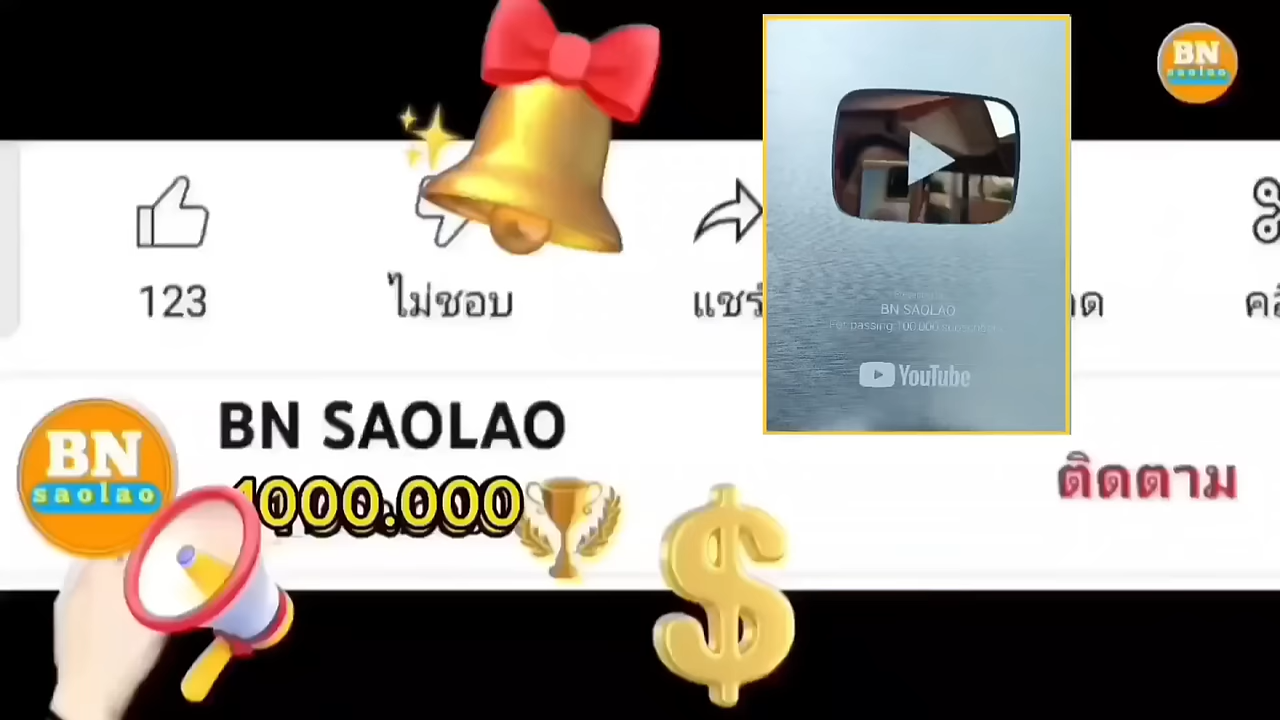 BN
saolao
123
ไม่ชอบ
แชร์
BN SAOLAO
For passing 100,000
YouTube
BN SAOLAO
1000.000
ติดตาม
BN
saolao